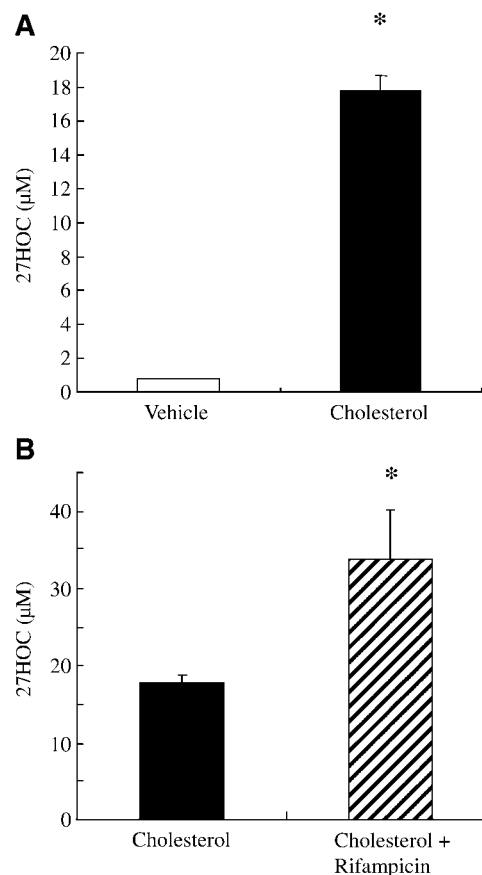 A
*
20
18
16
14
12
10
8
6
4
2
0
27HOC (µM)
Vehicle
Cholesterol
B
*
40
30
20
10
0
27HOC (µM)
Cholesterol
Cholesterol +
Rifampicin